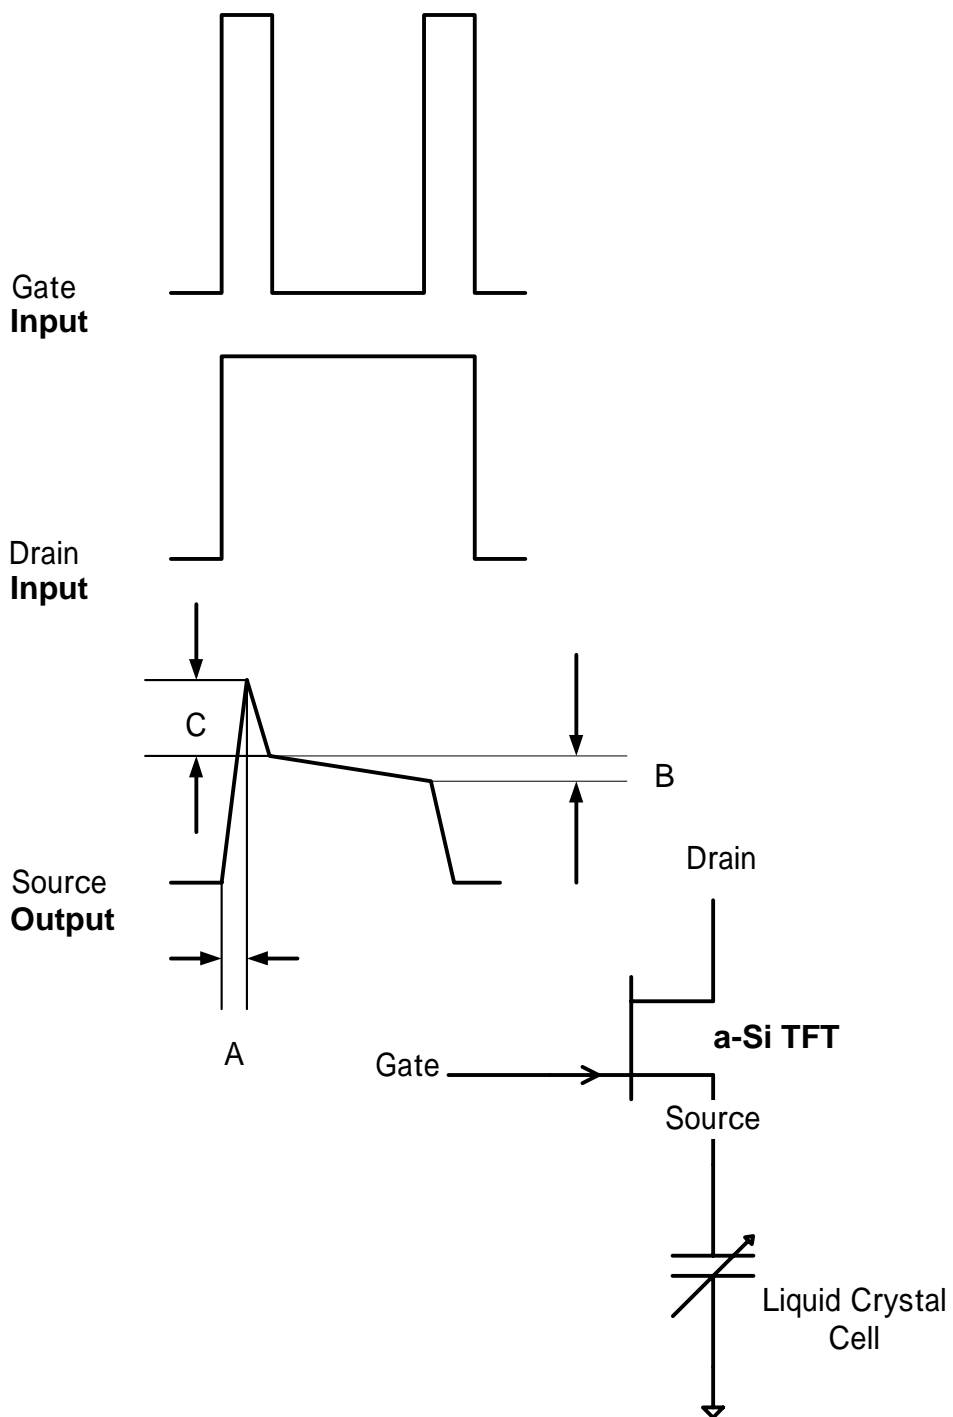 Gate
Input
Drain
Input
C
B
Drain
Source
Output
a-Si TFT
A
Gate
Source
Liquid Crystal
Cell